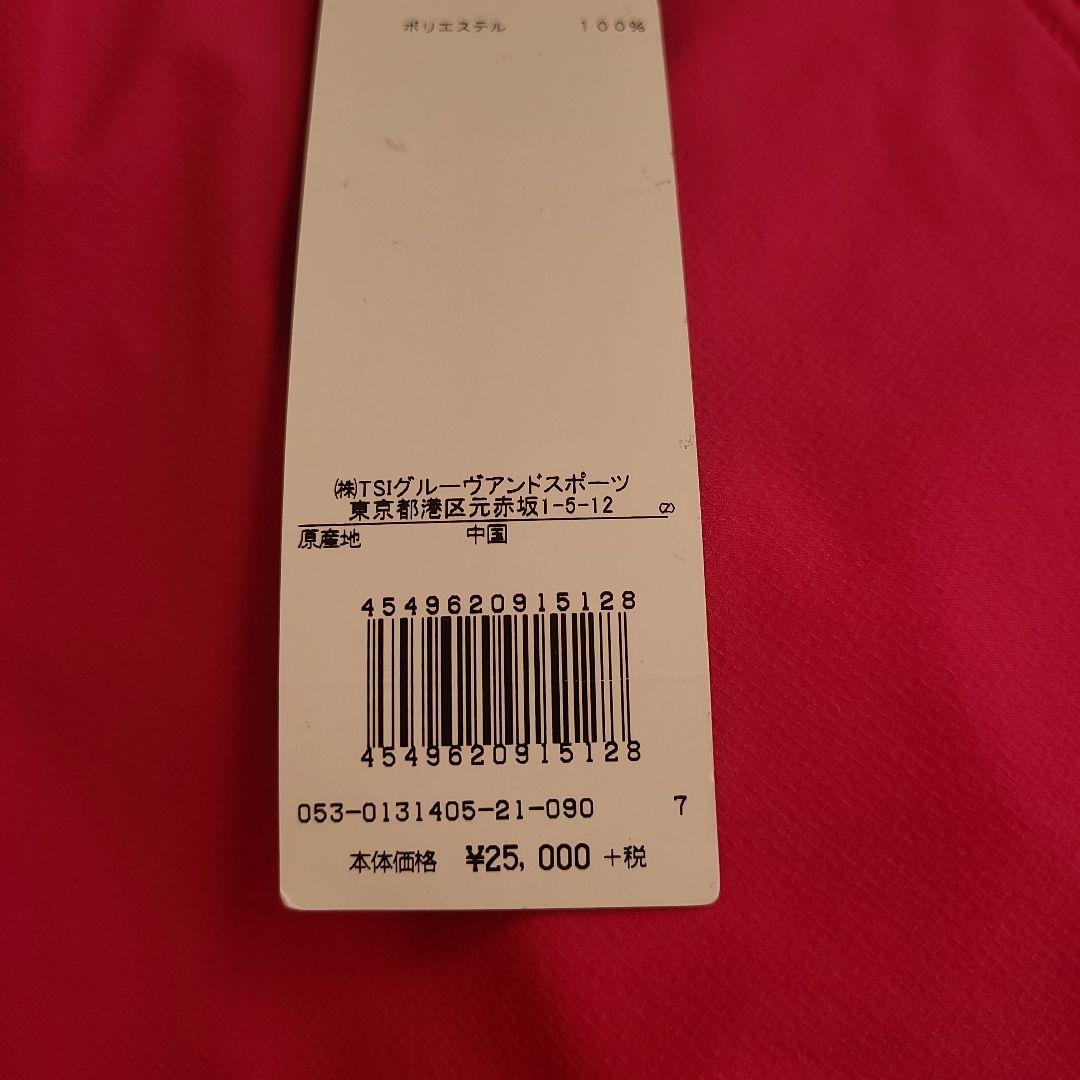 ポリエステル 100%
㈱TSIグルーヴアンドスポーツ
東京都港区元赤坂1-5-12 (Z)
原産地 中国
4549620915128
4549620915128
053-0131405-21-090 7
本体価格 ¥25,000 +税